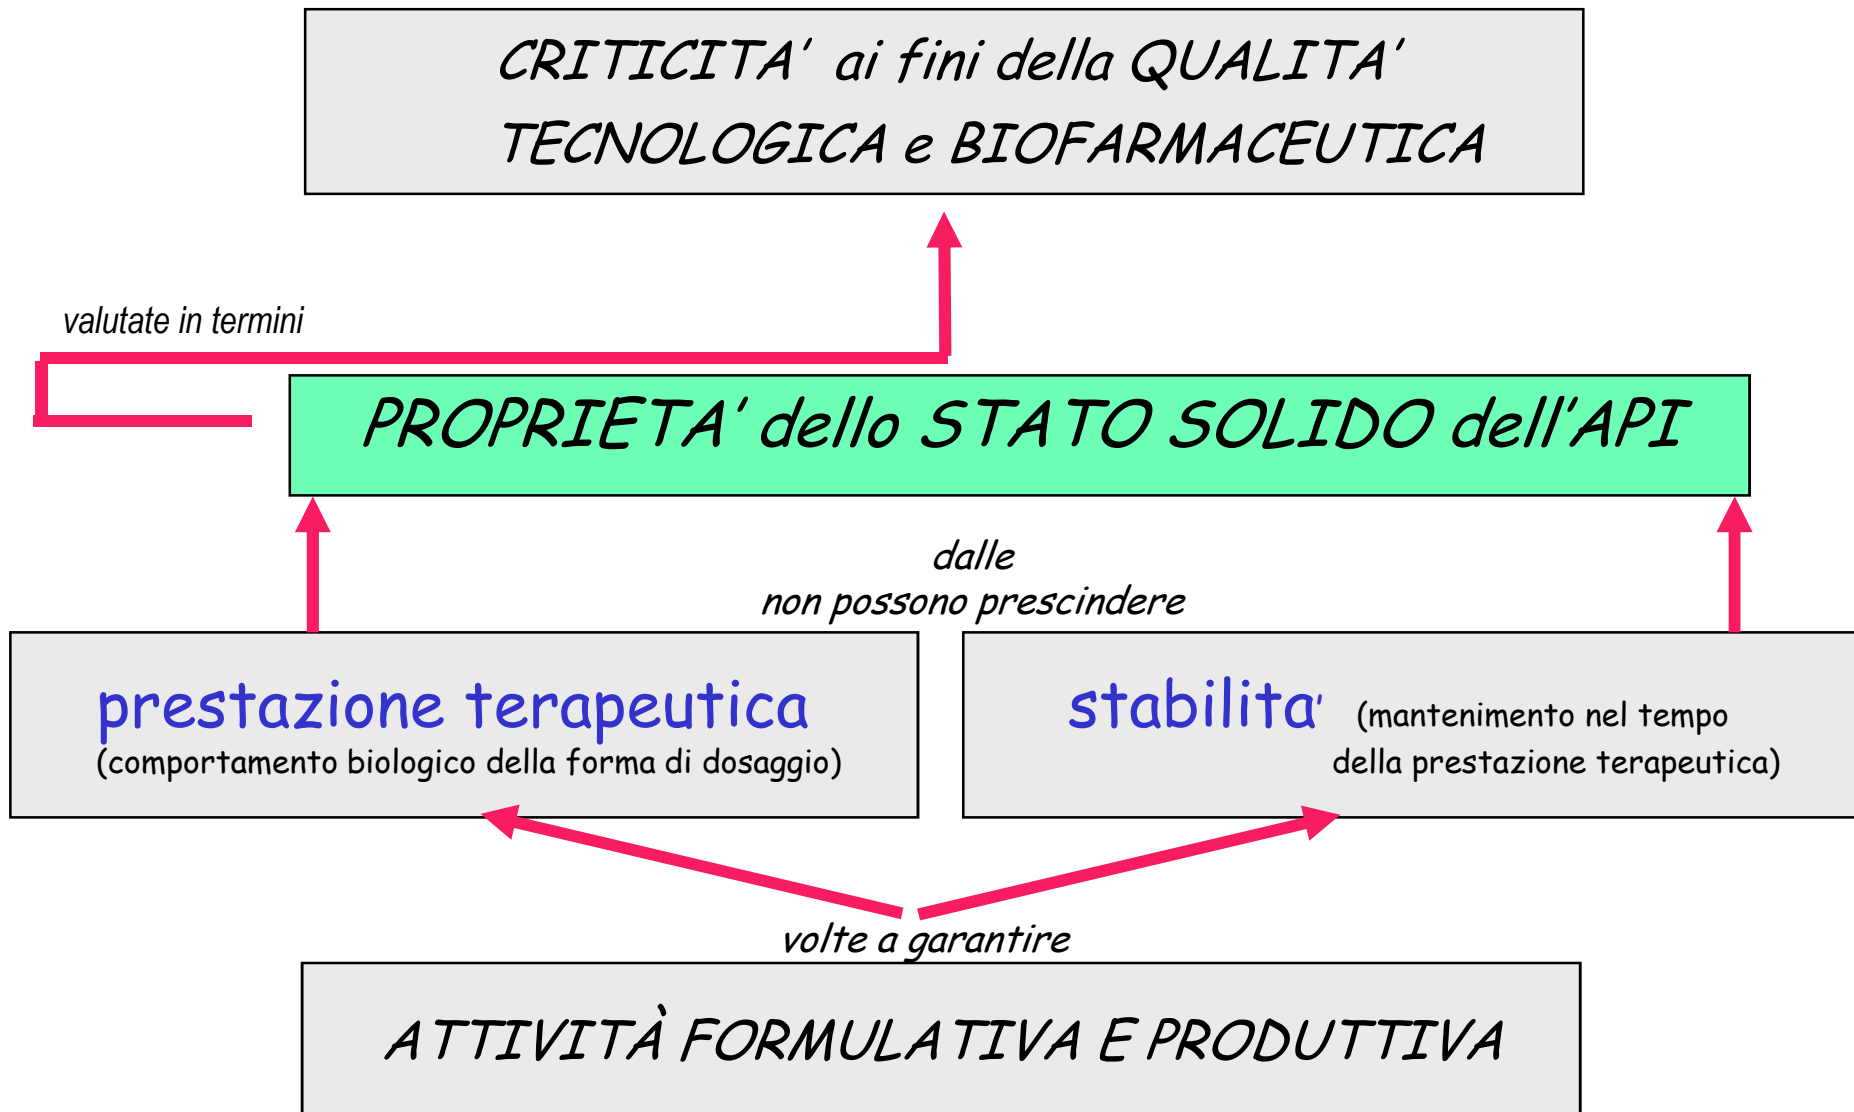 CRITICITA’ ai fini della QUALITA’
TECNOLOGICA e BIOFARMACEUTICA
valutate in termini
PROPRIETA’ dello STATO SOLIDO dell’API
dalle
non possono prescindere
prestazione terapeutica
(comportamento biologico della forma di dosaggio)
stabilita’ (mantenimento nel tempo
della prestazione terapeutica)
volte a garantire
ATTIVITÀ FORMULATIVA E PRODUTTIVA